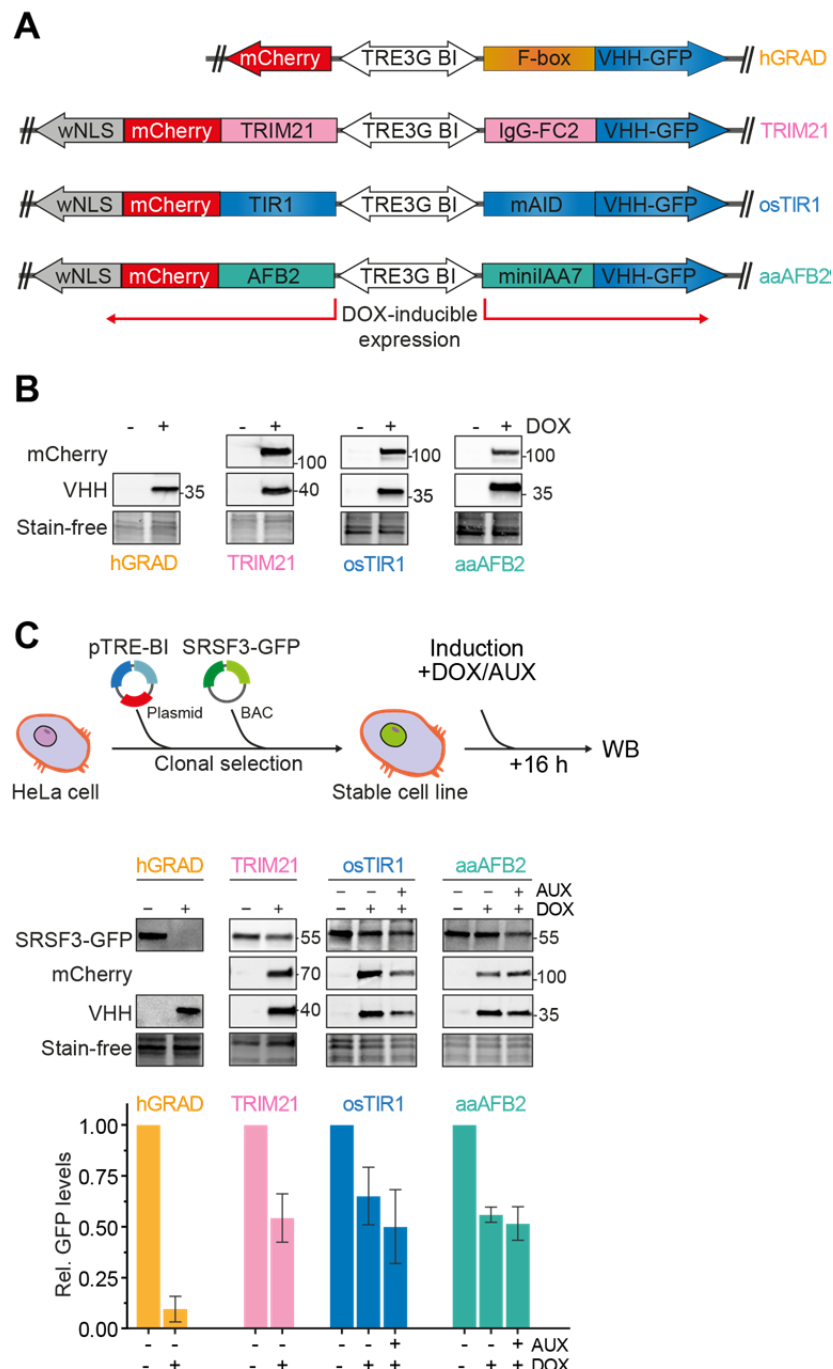 A
mCherry TRE3G BI F-box VHH-GFP hGRAD
wNLS mCherry TRIM21 TRE3G BI IgG-FC2 VHH-GFP TRIM21
wNLS mCherry TIR1 TRE3G BI mAID VHH-GFP osTIR1
wNLS mCherry AFB2 TRE3G BI miniIAA7 VHH-GFP aaAFB2
DOX-inducible
expression
B
- + - + - + - + DOX
mCherry -100 -100 100
VHH -35 -40 35 35
Stain-free
hGRAD TRIM21 osTIR1 aaAFB2
C
pTRE-BI SRSF3-GFP Induction
+DOX/AUX
Plasmid BAC
Clonal selection +16 h WB
HeLa cell Stable cell line
hGRAD TRIM21 osTIR1 aaAFB2
– – + – – + AUX
– + – + – + + – + + DOX
SRSF3-GFP -55 -55
mCherry -70 -100
VHH -40 -35
Stain-free
hGRAD TRIM21 osTIR1 aaAFB2
1.00
0.75
0.50
0.25
0.00
Rel. GFP levels
- - + - - + AUX
- + - + - + + - + + DOX